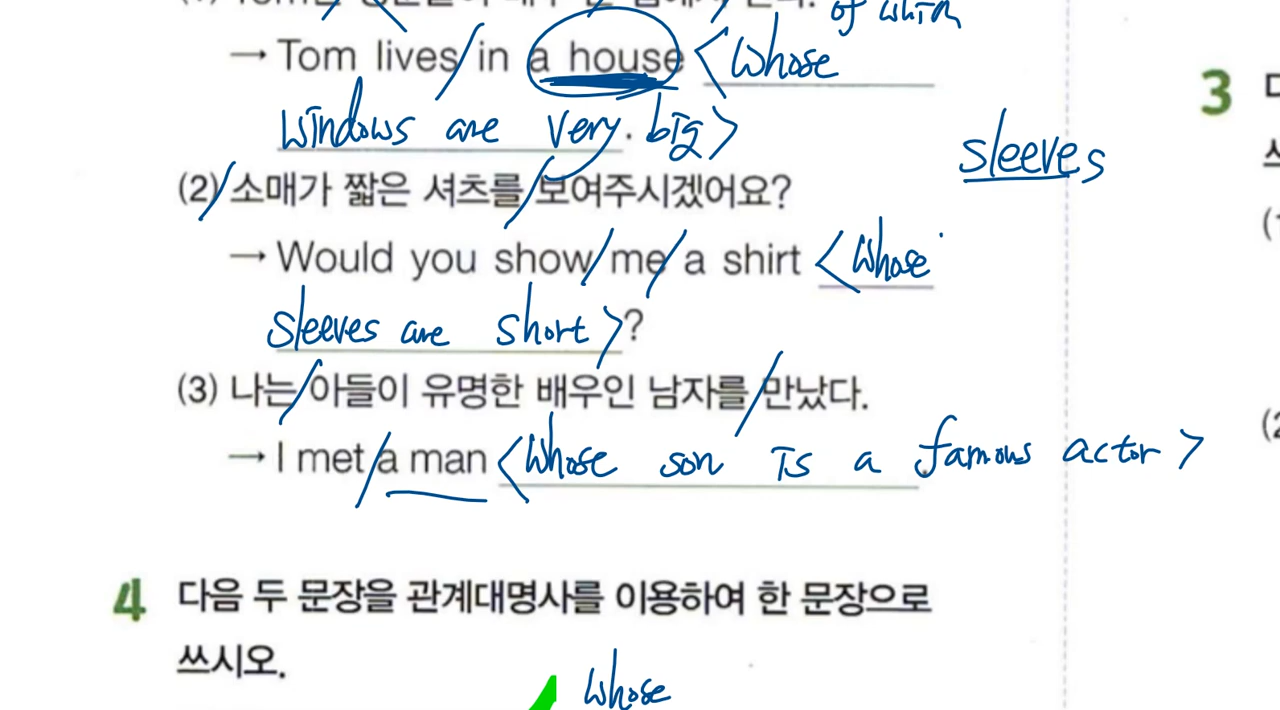 of which
→ Tom lives in a house <whose
windows are very. big>
sleeves
(2) 소매가 짧은 셔츠를 보여주시겠어요?
→ Would you show me a shirt <whose
sleeves are short>?
(3) 나는 아들이 유명한 배우인 남자를 만났다.
→ I met a man <whose son is a famous actor>
4 다음 두 문장을 관계대명사를 이용하여 한 문장으로
쓰시오.
whose
3